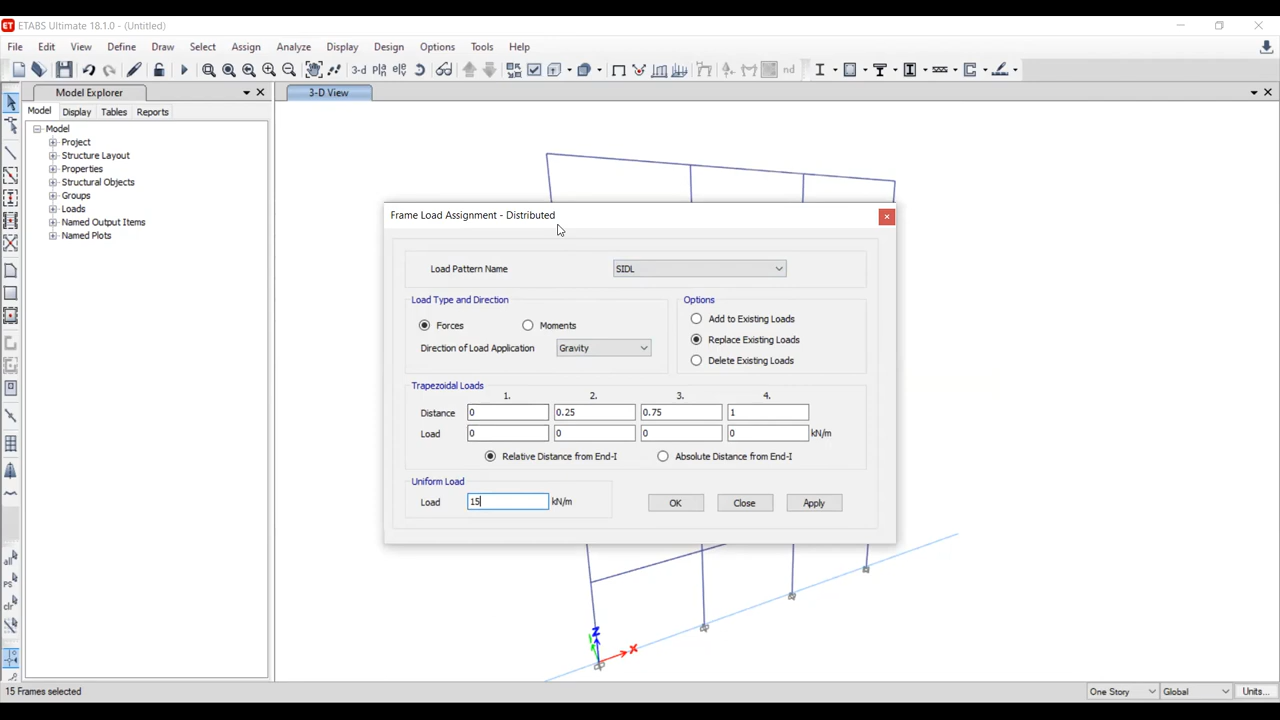 ETABS Ultimate 18.1.0 - (Untitled)
File Edit View Define Draw Select Assign Analyze Display Design Options Tools Help
3-d nd
Model Explorer
3-D View
Model Display Tables Reports
Model
Project
Structure Layout
Properties
Structural Objects
Groups
Loads
Named Output Items
Named Plots
Frame Load Assignment - Distributed
Load Pattern Name SIDL
Load Type and Direction
Forces Moments
Direction of Load Application Gravity
Options
Add to Existing Loads
Replace Existing Loads
Delete Existing Loads
Trapezoidal Loads
1. 2. 3. 4.
Distance 0 0.25 0.75 1
Load 0 0 0 0 kN/m
Relative Distance from End-I Absolute Distance from End-I
Uniform Load
Load 15 kN/m
OK Close Apply
all
PS
clr
Z
X
15 Frames selected
One Story Global Units...